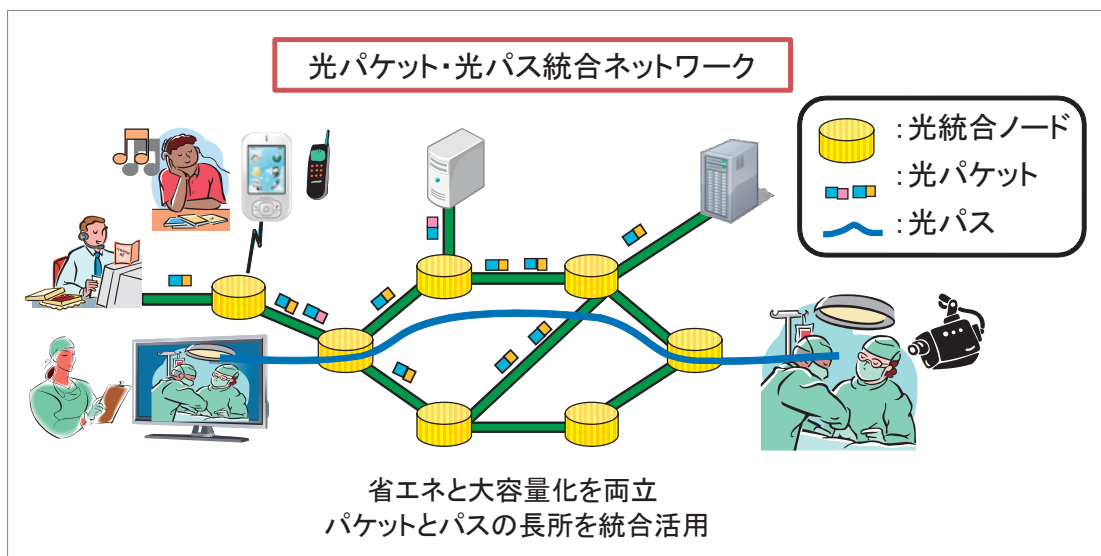 光パケット・光パス統合ネットワーク
：光統合ノード
：光パケット
：光パス
省エネと大容量化を両立
パケットとパスの長所を統合活用